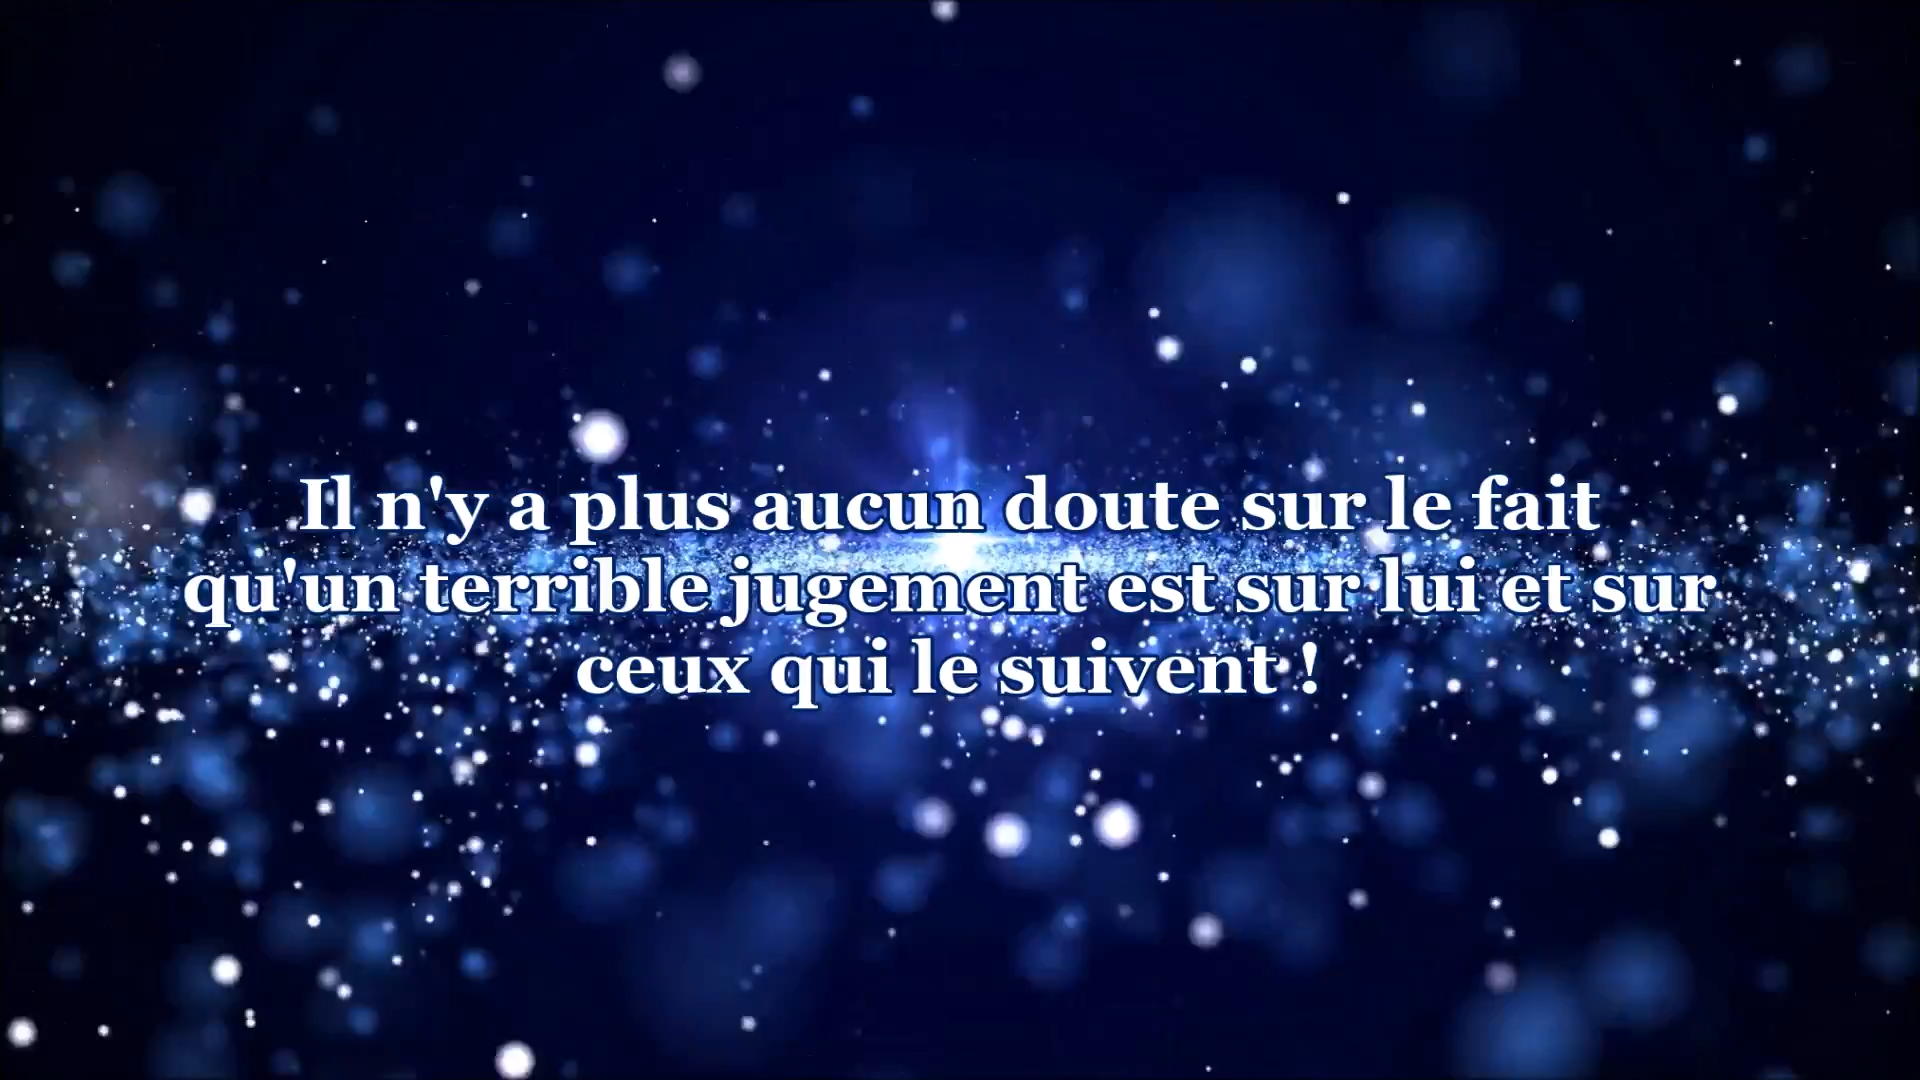 Il n'y a plus aucun doute sur le fait
qu'un terrible jugement est sur lui et sur
ceux qui le suivent !